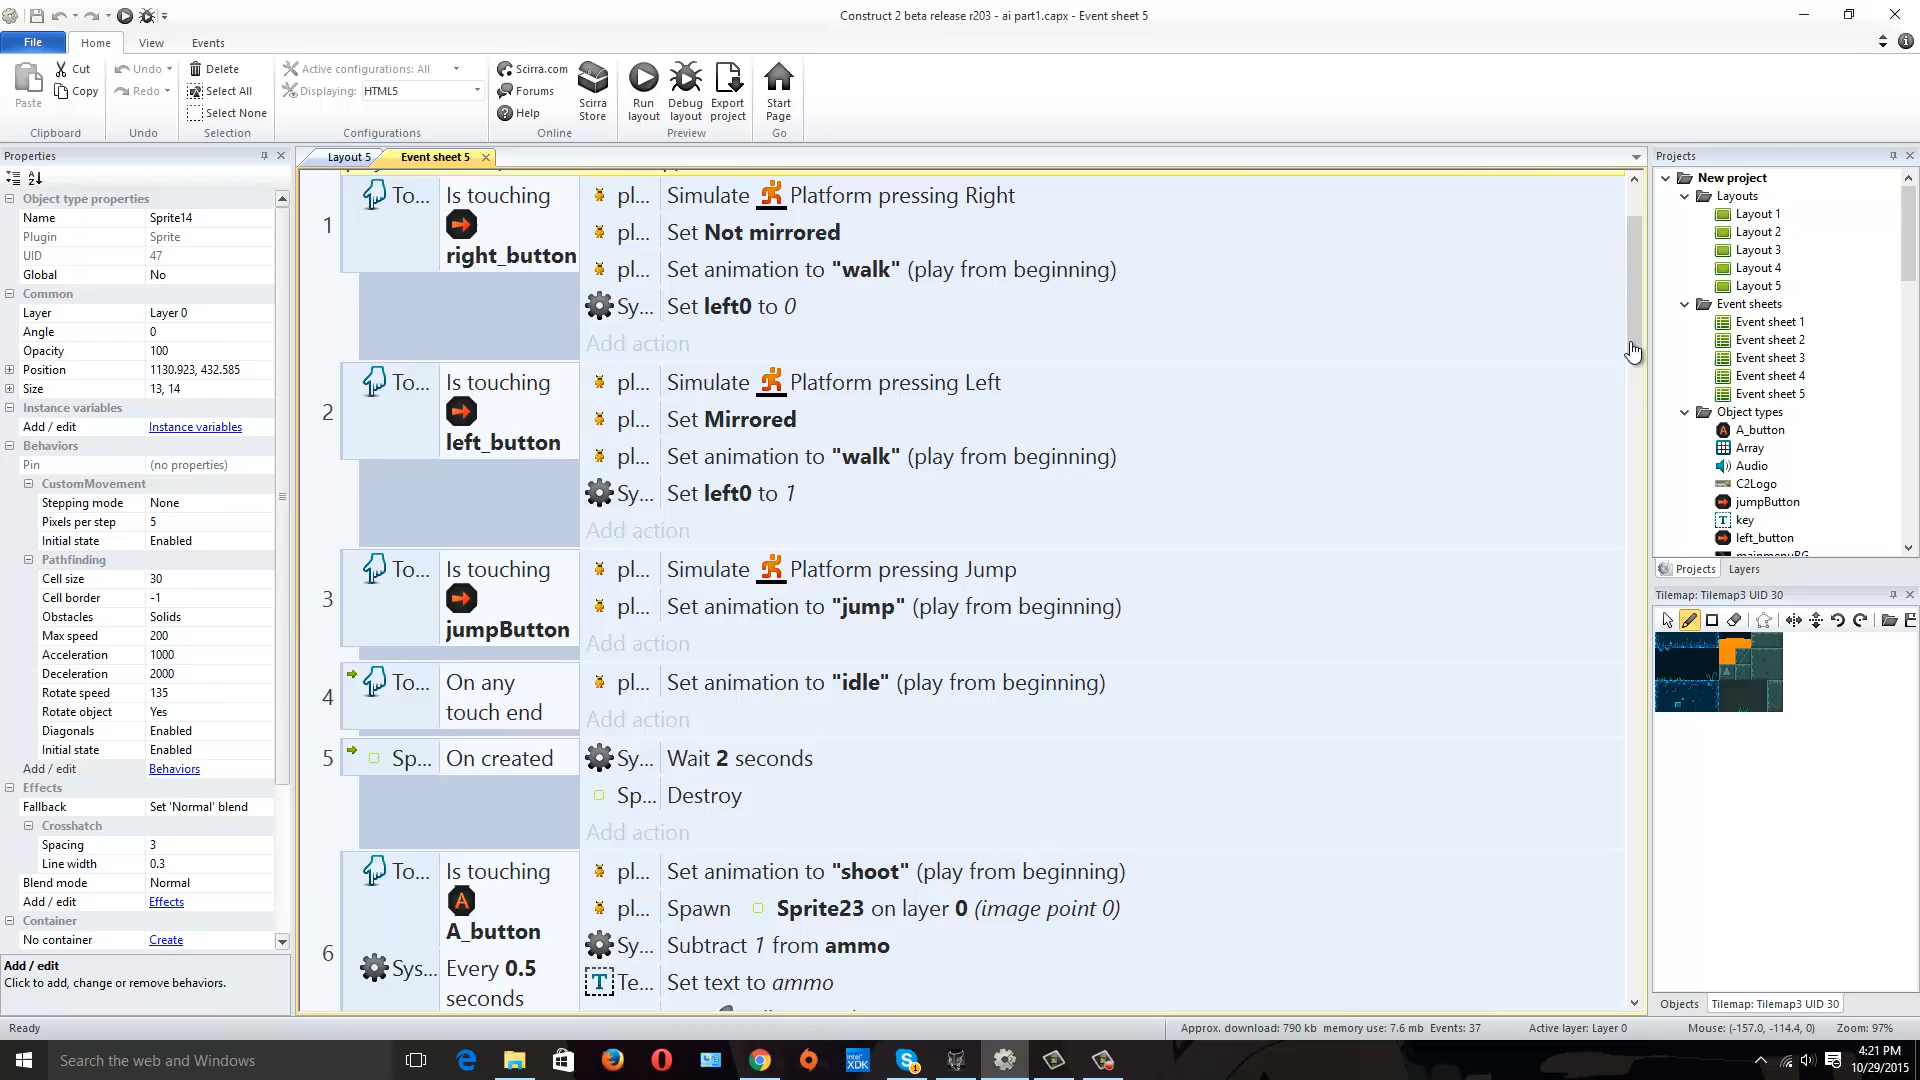 Construct 2 beta release r203 - ai part1.capx - Event sheet 5
File Home View Events
Paste
Cut
Copy
Clipboard
Undo
Redo
Undo
Delete
Select All
Select None
Selection
Active configurations: All
Displaying: HTML5
Configurations
Scirra.com
Forums
Help
Scirra
Store
Online
Run
layout
Debug
layout
Export
project
Preview
Start
Page
Go
Properties
Object type properties
Name Sprite14
Plugin Sprite
UID 47
Global No
Common
Layer Layer 0
Angle 0
Opacity 100
Position 1130.923, 432.585
Size 13, 14
Instance variables
Add / edit Instance variables
Behaviors
Pin (no properties)
CustomMovement
Stepping mode None
Pixels per step 5
Initial state Enabled
Pathfinding
Cell size 30
Cell border -1
Obstacles Solids
Max speed 200
Acceleration 1000
Deceleration 2000
Rotate speed 135
Rotate object Yes
Diagonals Enabled
Initial state Enabled
Add / edit Behaviors
Effects
Fallback Set 'Normal' blend
Crosshatch
Spacing 3
Line width 0.3
Blend mode Normal
Add / edit Effects
Container
No container Create
Add / edit
Click to add, change or remove behaviors.
Layout 5 Event sheet 5
1 To... Is touching
right_button
pl... Simulate Platform pressing Right
pl... Set Not mirrored
pl... Set animation to "walk" (play from beginning)
Sy... Set left0 to 0
Add action
2 To... Is touching
left_button
pl... Simulate Platform pressing Left
pl... Set Mirrored
pl... Set animation to "walk" (play from beginning)
Sy... Set left0 to 1
Add action
3 To... Is touching
jumpButton
pl... Simulate Platform pressing Jump
pl... Set animation to "jump" (play from beginning)
Add action
4 To... On any
touch end
pl... Set animation to "idle" (play from beginning)
Add action
5 Sp... On created
Sy... Wait 2 seconds
Sp... Destroy
Add action
6 To... Is touching
A
A_button
Sys... Every 0.5
seconds
pl... Set animation to "shoot" (play from beginning)
pl... Spawn Sprite23 on layer 0 (image point 0)
Sy... Subtract 1 from ammo
T Te... Set text to ammo
Projects
New project
Layouts
Layout 1
Layout 2
Layout 3
Layout 4
Layout 5
Event sheets
Event sheet 1
Event sheet 2
Event sheet 3
Event sheet 4
Event sheet 5
Object types
A_button
Array
Audio
C2Logo
jumpButton
key
left_button
mainmenuBG
Projects Layers
Tilemap: Tilemap3 UID 30
Objects Tilemap: Tilemap3 UID 30
Ready Approx. download: 790 kb memory use: 7.6 mb Events: 37 Active layer: Layer 0 Mouse: (-157.0, -114.4, 0) Zoom: 97%
Search the web and Windows
intel
XDK
1
4:21 PM
10/29/2015